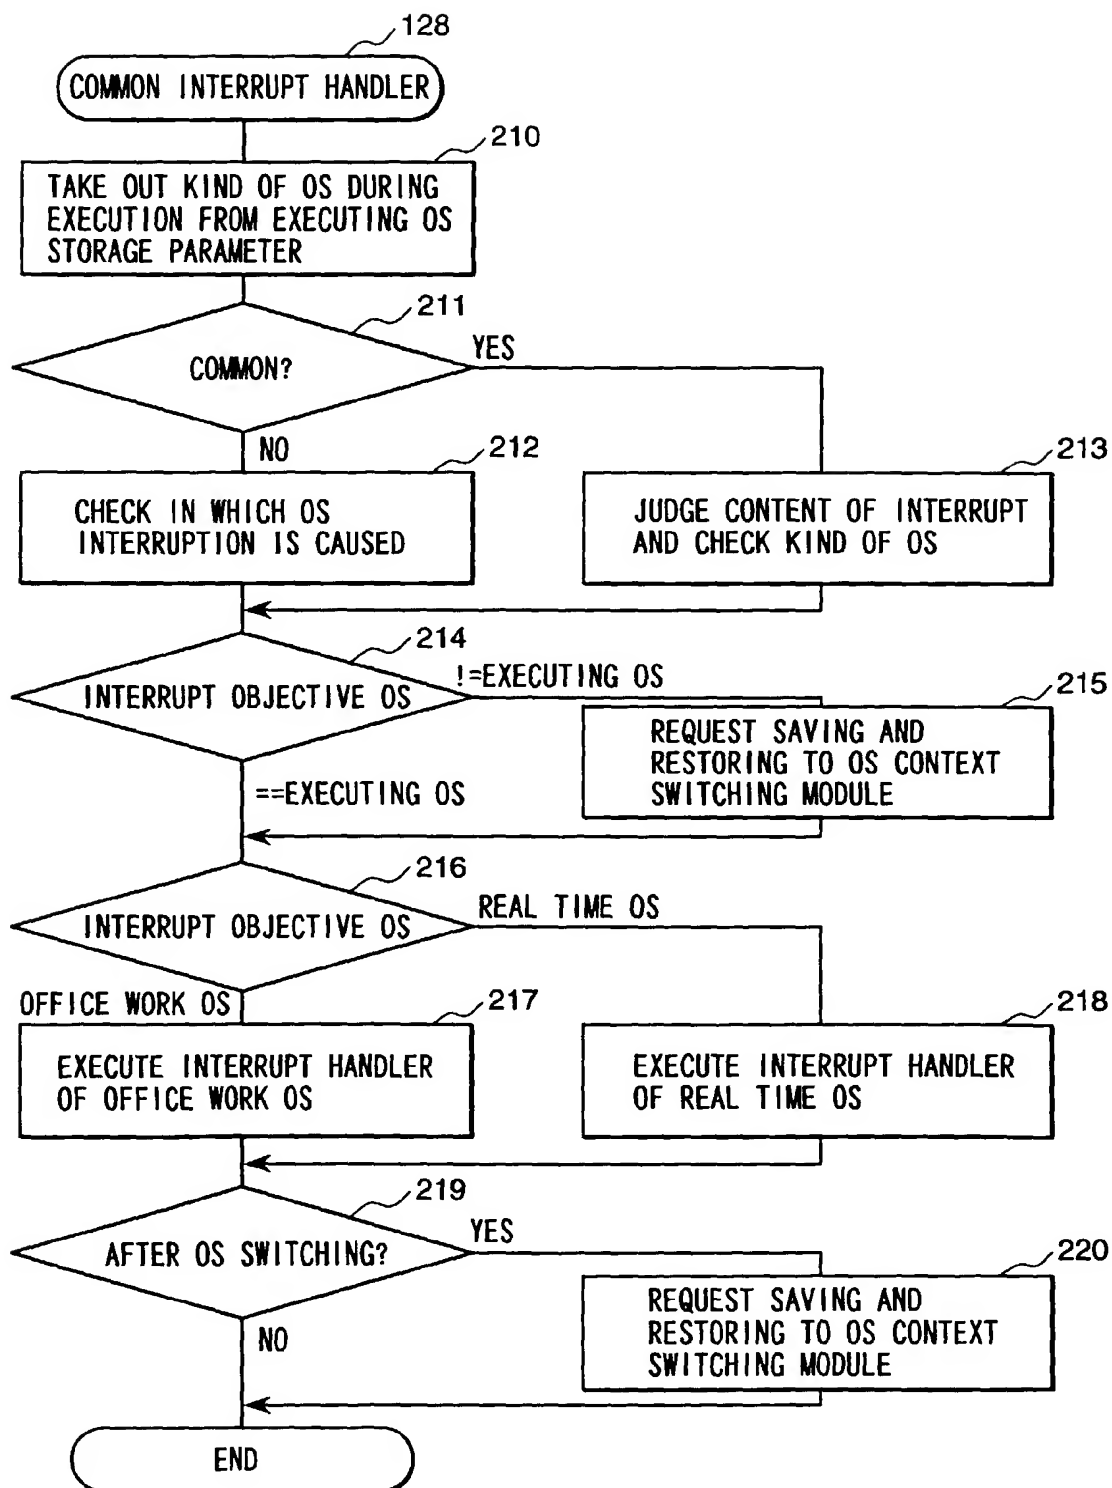 128
COMMON INTERRUPT HANDLER
210
TAKE OUT KIND OF OS DURING
EXECUTION FROM EXECUTING OS
STORAGE PARAMETER
211
COMMON?
YES
NO
212
CHECK IN WHICH OS
INTERRUPTION IS CAUSED
213
JUDGE CONTENT OF INTERRUPT
AND CHECK KIND OF OS
214
INTERRUPT OBJECTIVE OS
!=EXECUTING OS
==EXECUTING OS
215
REQUEST SAVING AND
RESTORING TO OS CONTEXT
SWITCHING MODULE
216
INTERRUPT OBJECTIVE OS
REAL TIME OS
OFFICE WORK OS
217
EXECUTE INTERRUPT HANDLER
OF OFFICE WORK OS
218
EXECUTE INTERRUPT HANDLER
OF REAL TIME OS
219
AFTER OS SWITCHING?
YES
NO
220
REQUEST SAVING AND
RESTORING TO OS CONTEXT
SWITCHING MODULE
END